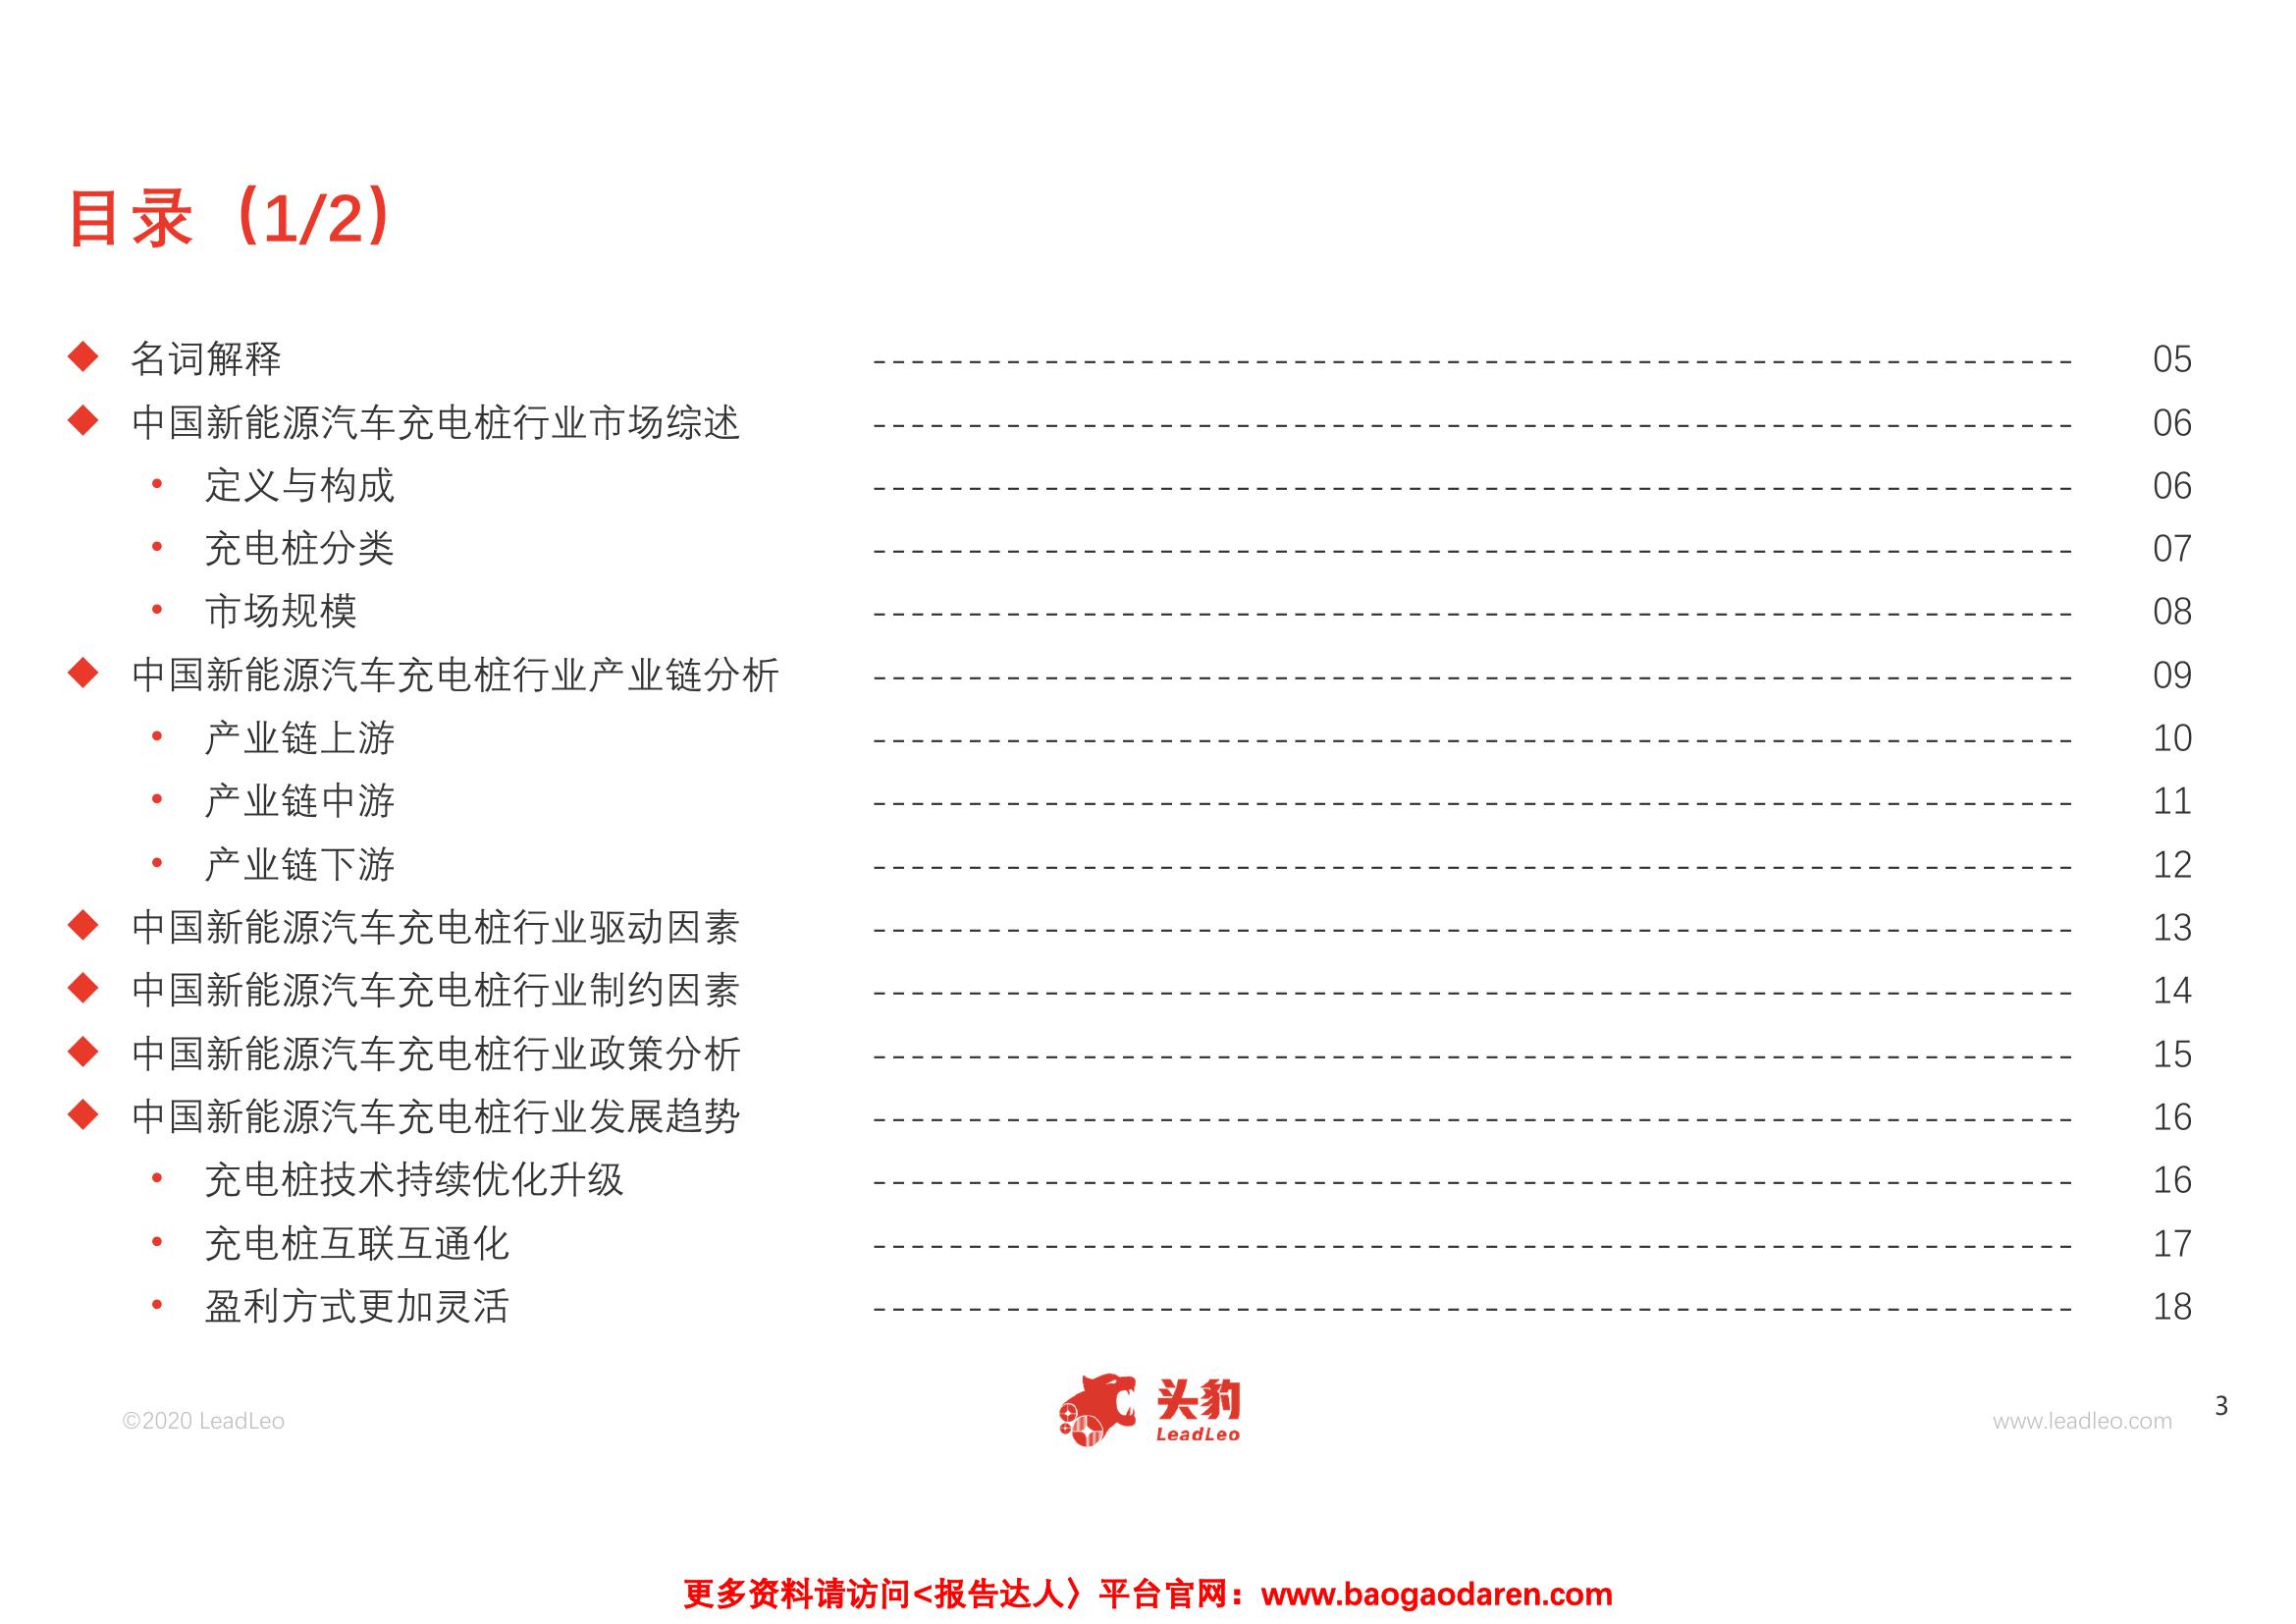 目录（1/2）
◆ 名词解释 ---------------------------------------------------------------- 05
◆ 中国新能源汽车充电桩行业市场综述 ---------------------------------------------------------------- 06
• 定义与构成 ---------------------------------------------------------------- 06
• 充电桩分类 ---------------------------------------------------------------- 07
• 市场规模 ---------------------------------------------------------------- 08
◆ 中国新能源汽车充电桩行业产业链分析 ---------------------------------------------------------------- 09
• 产业链上游 ---------------------------------------------------------------- 10
• 产业链中游 ---------------------------------------------------------------- 11
• 产业链下游 ---------------------------------------------------------------- 12
◆ 中国新能源汽车充电桩行业驱动因素 ---------------------------------------------------------------- 13
◆ 中国新能源汽车充电桩行业制约因素 ---------------------------------------------------------------- 14
◆ 中国新能源汽车充电桩行业政策分析 ---------------------------------------------------------------- 15
◆ 中国新能源汽车充电桩行业发展趋势 ---------------------------------------------------------------- 16
• 充电桩技术持续优化升级 ---------------------------------------------------------------- 16
• 充电桩互联互通化 ---------------------------------------------------------------- 17
• 盈利方式更加灵活 ---------------------------------------------------------------- 18
©2020 LeadLeo
头豹
LeadLeo
www.leadleo.com
3
更多资料请访问<报告达人〉平台官网：www.baogaodaren.com